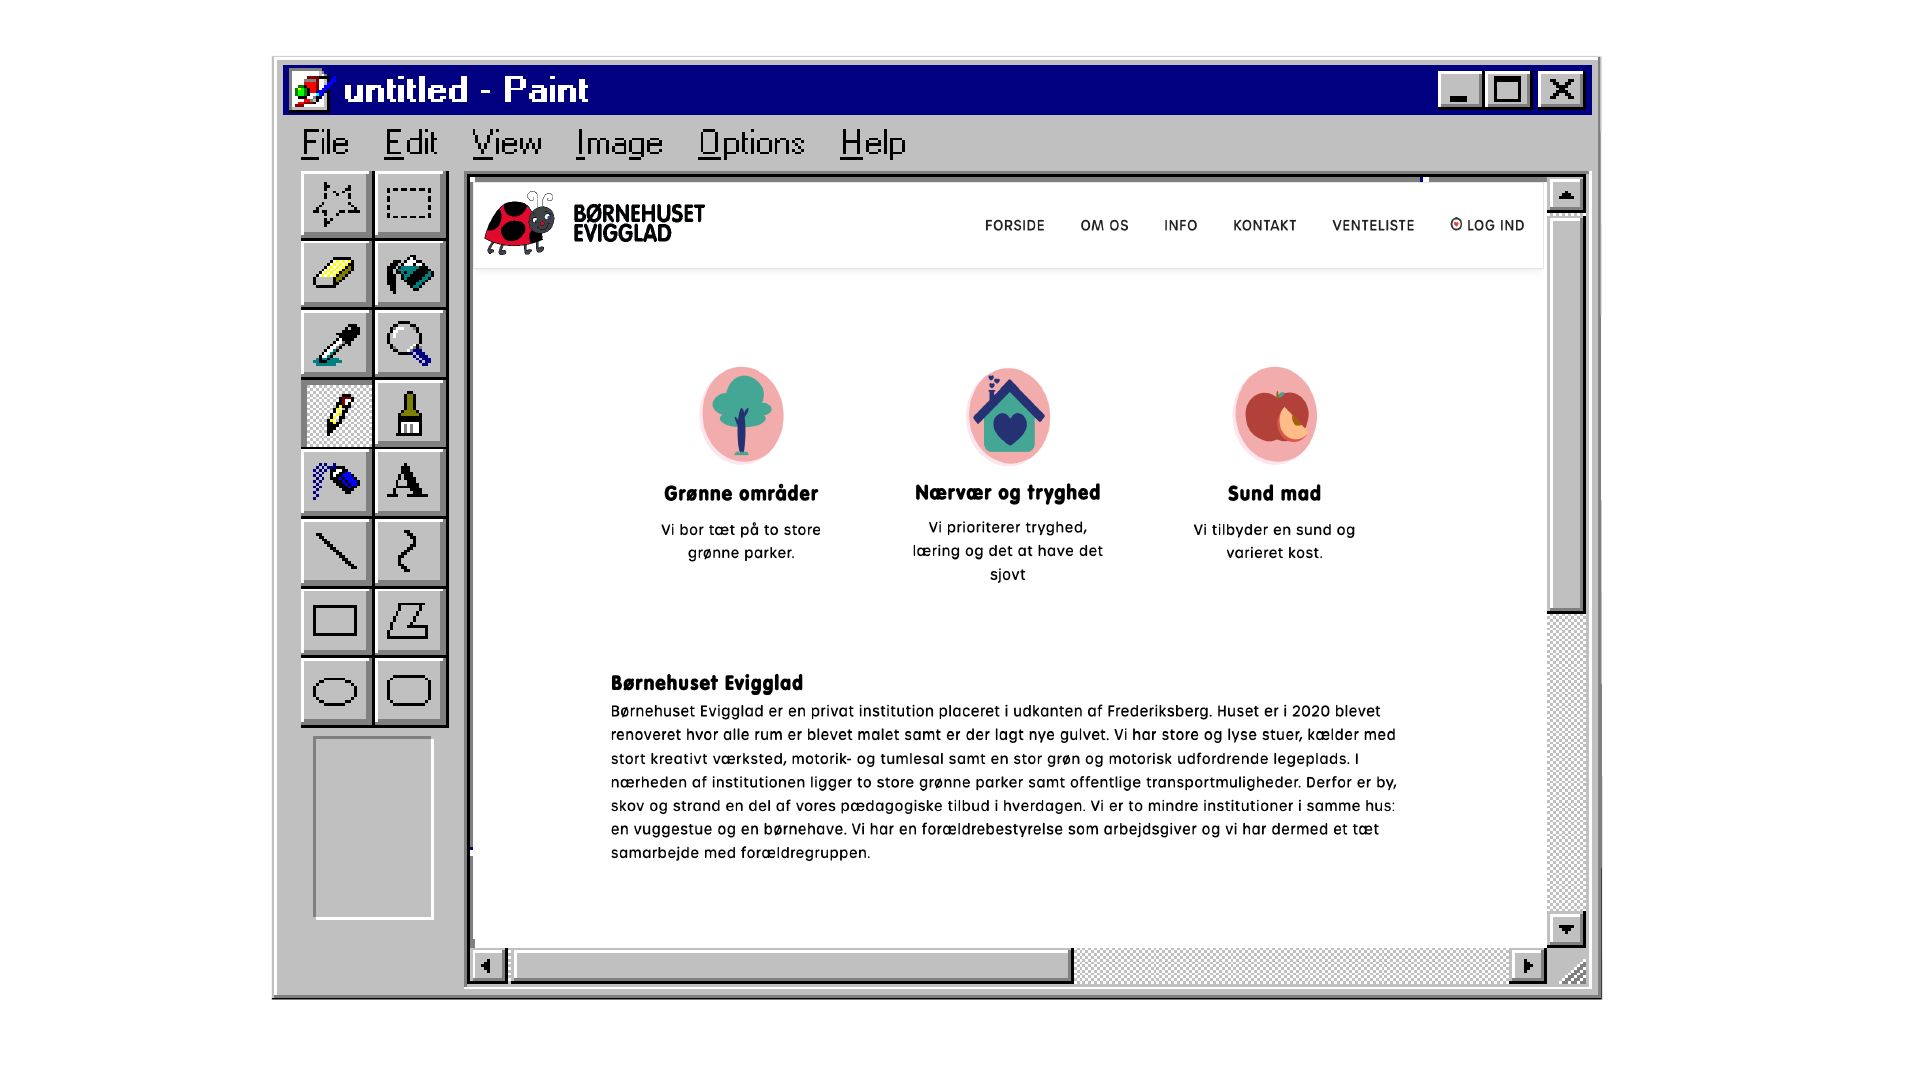 untitled - Paint
File Edit View Image Options Help
BØRNEHUSET
EVIGGLAD
FORSIDE OM OS INFO KONTAKT VENTELISTE LOG IND
A
Grønne områder
Vi bor tæt på to store
grønne parker.
Nærvær og tryghed
Vi prioriterer tryghed,
læring og det at have det
sjovt
Sund mad
Vi tilbyder en sund og
varieret kost.
Børnehuset Evigglad
Børnehuset Evigglad er en privat institution placeret i udkanten af Frederiksberg. Huset er i 2020 blevet
renoveret hvor alle rum er blevet malet samt er der lagt nye gulvet. Vi har store og lyse stuer, kælder med
stort kreativt værksted, motorik- og tumlesal samt en stor grøn og motorisk udfordrende legeplads. I
nærheden af institutionen ligger to store grønne parker samt offentlige transportmuligheder. Derfor er by,
skov og strand en del af vores pædagogiske tilbud i hverdagen. Vi er to mindre institutioner i samme hus:
en vuggestue og en børnehave. Vi har en forældrebestyrelse som arbejdsgiver og vi har dermed et tæt
samarbejde med forældregruppen.